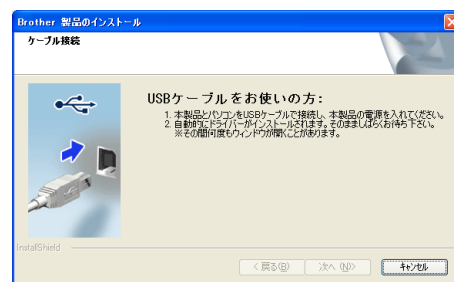 Brother 製品のインストール
ケーブル接続
USBケーブルをお使いの方:
1. 本製品とパソコンをUSBケーブルで接続し、本製品の電源を入れてください。
2. 自動的にドライバーがインストールされます。そのまましばらくお待ち下さい。
※その間何度もウィンドウが開くことがあります。
InstallShield
< 戻る(B)
次へ (N)>
キャンセル